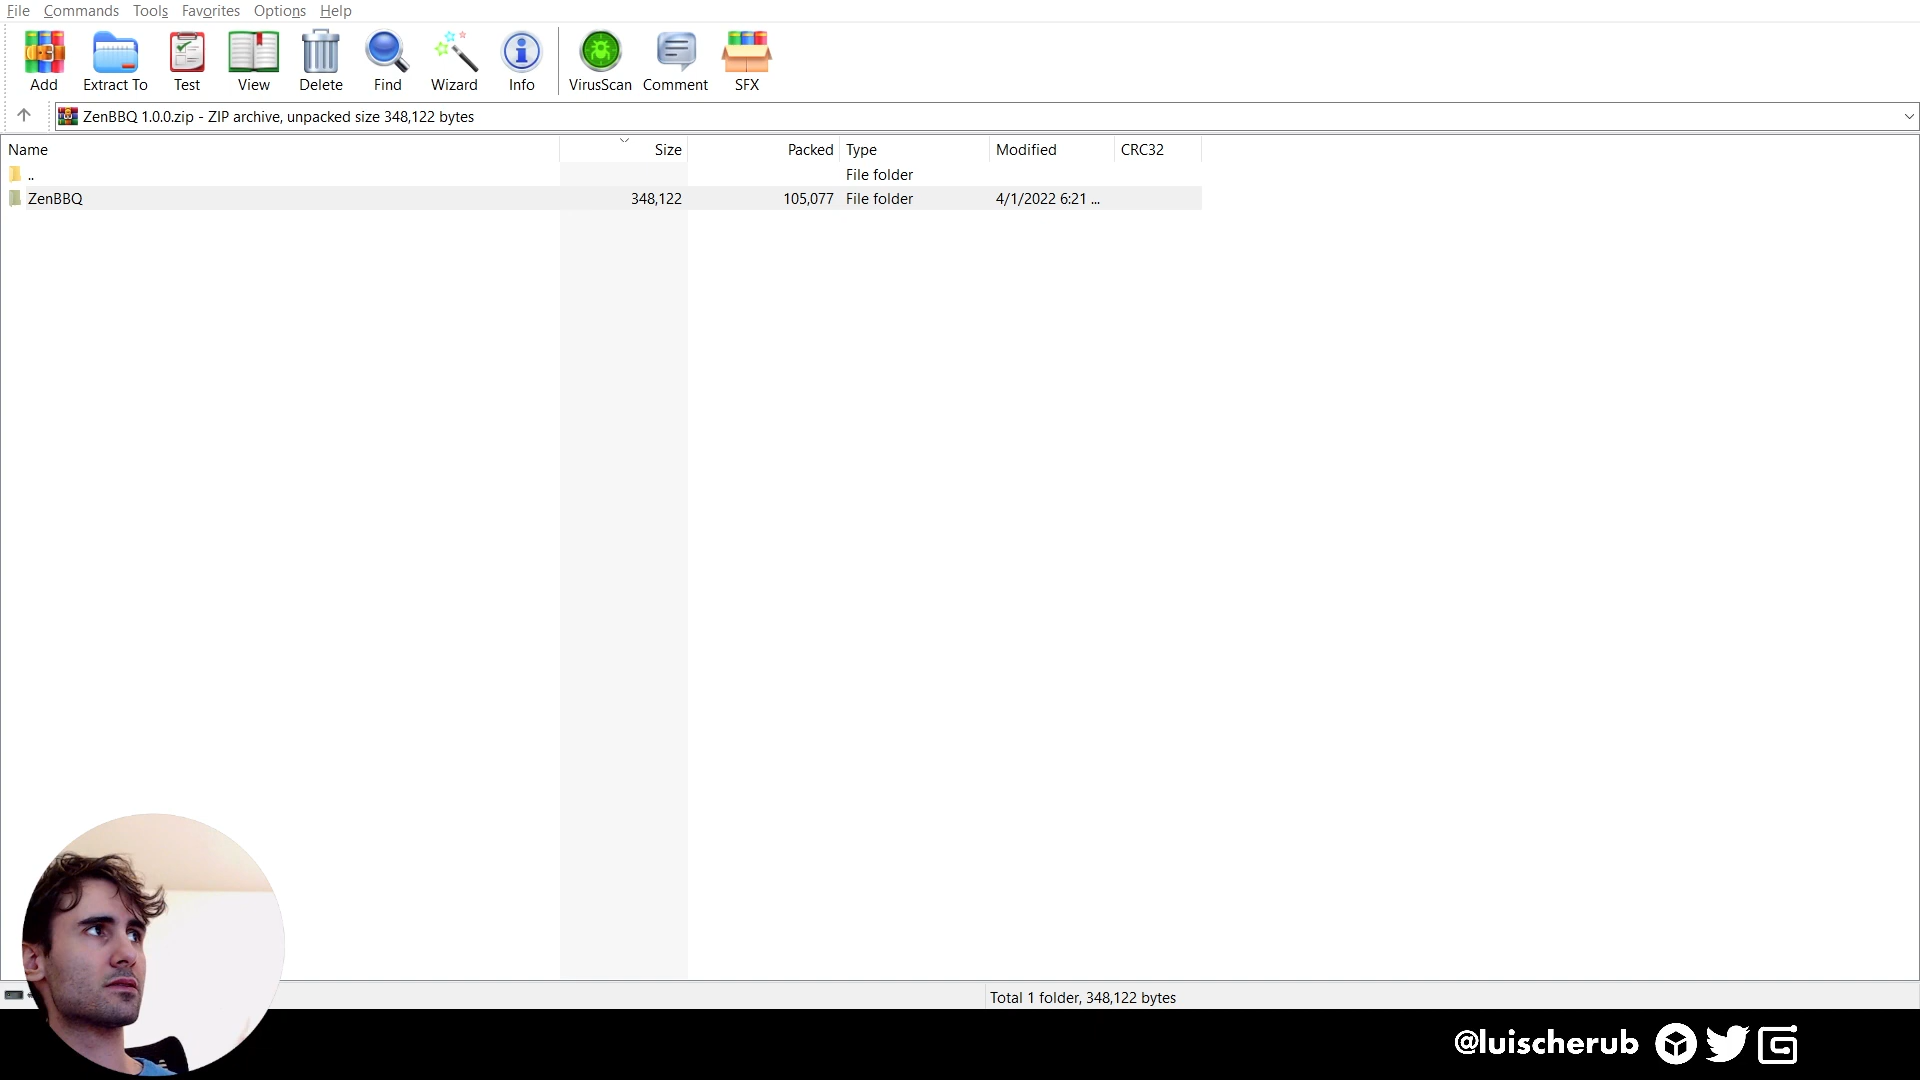 File Commands Tools Favorites Options Help
Add Extract To Test View Delete Find Wizard Info VirusScan Comment SFX
ZenBBQ 1.0.0.zip - ZIP archive, unpacked size 348,122 bytes
Name Size Packed Type Modified CRC32
.. File folder
ZenBBQ 348,122 105,077 File folder 4/1/2022 6:21 ...
Total 1 folder, 348,122 bytes
@luischerub